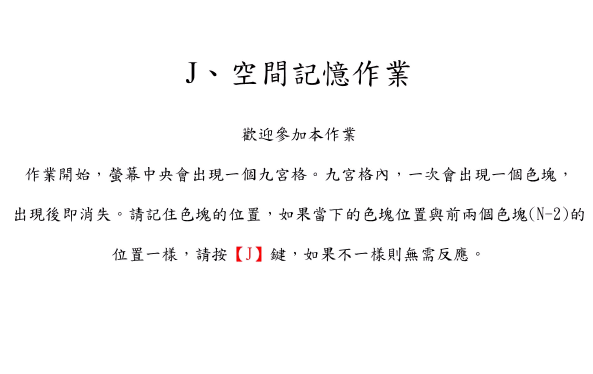 J、空間記憶作業
歡迎參加本作業
作業開始，螢幕中央會出現一個九宮格。九宮格內，一次會出現一個色塊，
出現後即消失。請記住色塊的位置，如果當下的色塊位置與前兩個色塊(N-2)的
位置一樣，請按【J】鍵，如果不一樣則無需反應。